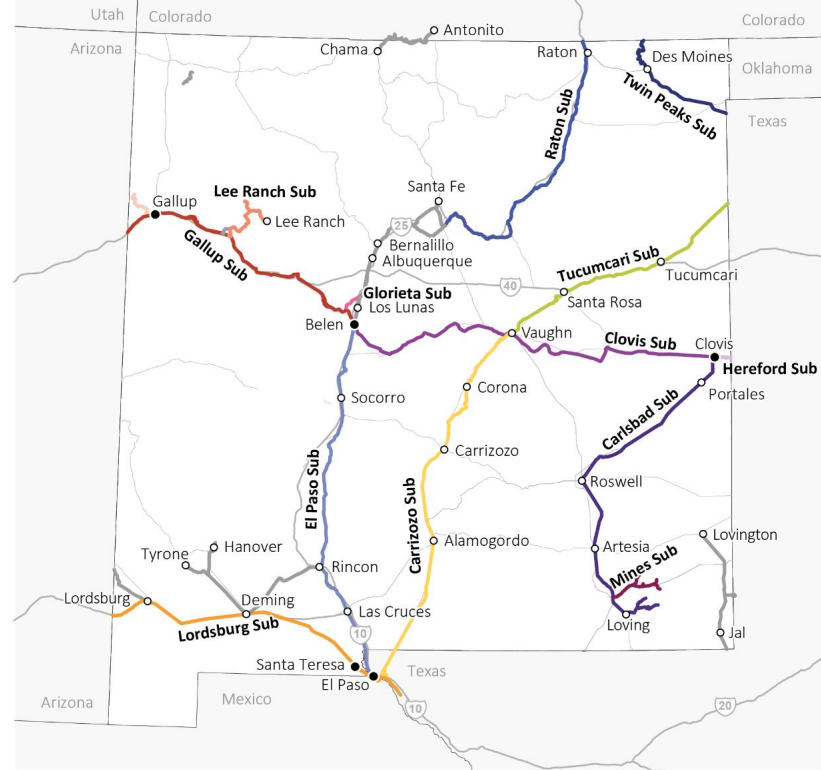 Utah
Colorado
Colorado
Antonito
Arizona
Chama
Raton
Des Moines
Oklahoma
Twin Peaks Sub
Raton Sub
Texas
Lee Ranch Sub
Santa Fe
Gallup
Lee Ranch
25
Gallup Sub
Bernalillo
Albuquerque
Tucumcari Sub
Tucumcari
40
Glorieta Sub
Santa Rosa
Los Lunas
Belen
Vaughn
Clovis Sub
Clovis
Hereford Sub
Corona
Portales
Socorro
Carlsbad Sub
Carrizozo
El Paso Sub
Roswell
Carrizozo Sub
Alamogordo
Lovington
Hanover
Tyrone
Artesia
Rincon
Mines Sub
Lordsburg
Deming
Las Cruces
Lordsburg Sub
Loving
10
Jal
Santa Teresa
Texas
El Paso
Arizona
Mexico
10
20